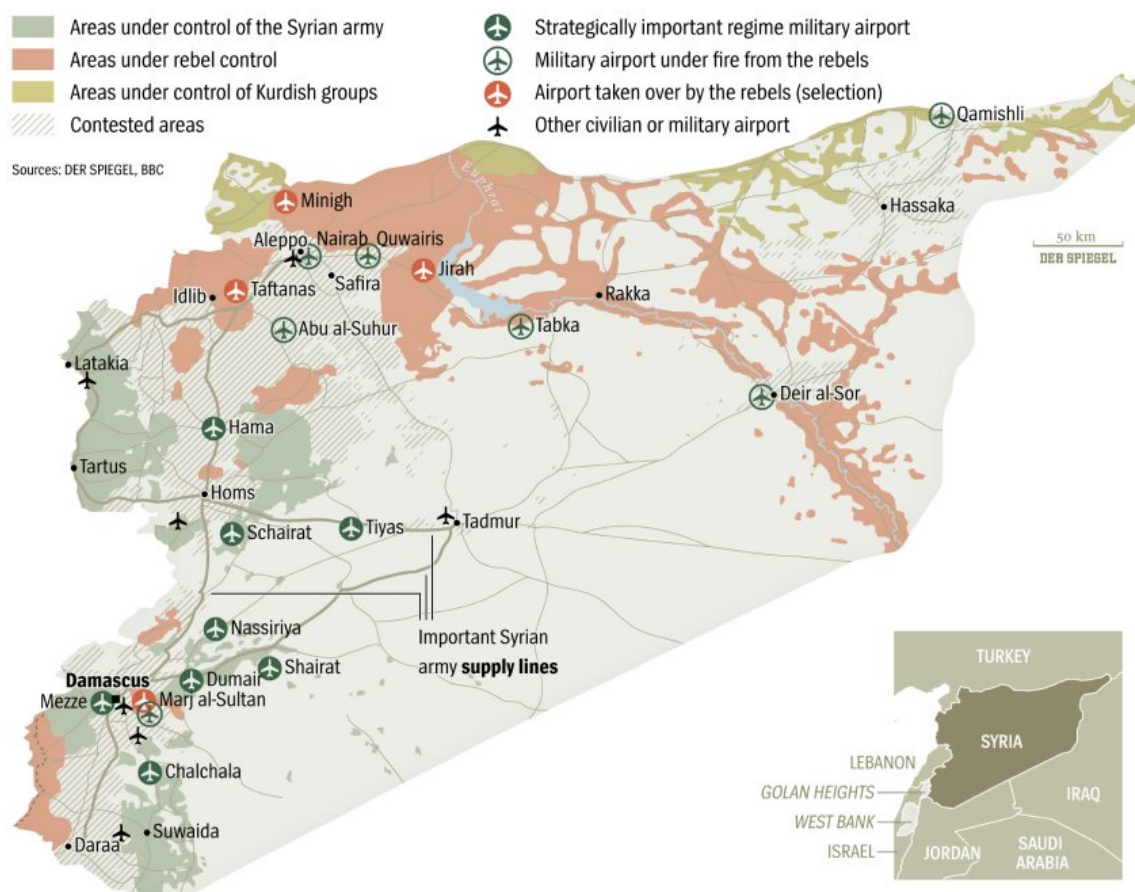 Areas under control of the Syrian army
Areas under rebel control
Areas under control of Kurdish groups
Contested areas
Sources: DER SPIEGEL, BBC
Strategically important regime military airport
Military airport under fire from the rebels
Airport taken over by the rebels (selection)
Other civilian or military airport
Qamishli
Euphrat
Minigh
Hassaka
Aleppo
Nairab
Quwairis
50 km
DER SPIEGEL
Safira
Jirah
Idlib
Taftanas
Rakka
Abu al-Suhur
Tabka
Latakia
Deir al-Sor
Hama
Tartus
Homs
Schairat
Tiyas
Tadmur
Nassiriya
Important Syrian
army supply lines
Shairat
Dumair
Damascus
Mezze
Marj al-Sultan
Chalchala
Suwaida
Daraa
TURKEY
SYRIA
LEBANON
GOLAN HEIGHTS
IRAQ
WEST BANK
ISRAEL
JORDAN
SAUDI
ARABIA